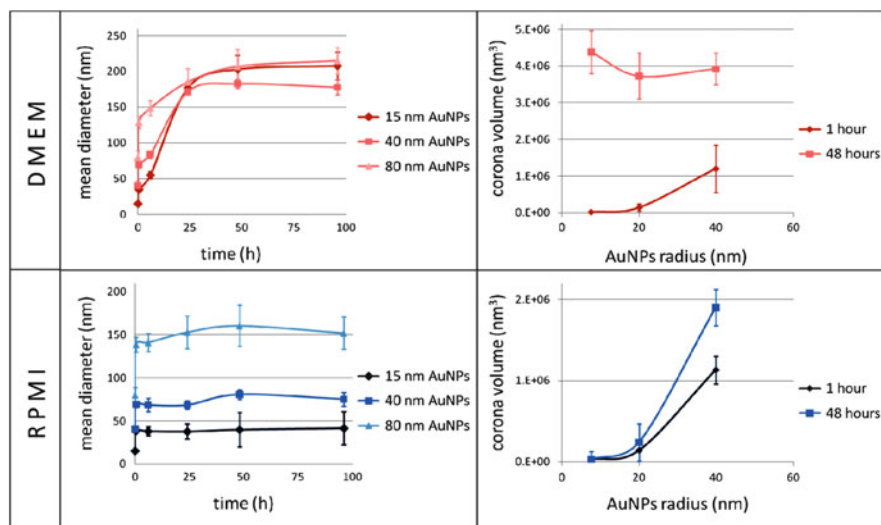 DMEM
mean diameter (nm)
250
200
150
100
50
0
0 25 50 75 100
time (h)
15 nm AuNPs
40 nm AuNPs
80 nm AuNPs
corona volume (nm³)
5.E+06
4.E+06
3.E+06
2.E+06
1.E+06
0.E+00
0 20 40 60
AuNPs radius (nm)
1 hour
48 hours
RPMI
mean diameter (nm)
200
150
100
50
0
0 25 50 75 100
time (h)
15 nm AuNPs
40 nm AuNPs
80 nm AuNPs
corona volume (nm³)
2.E+06
1.E+06
0.E+00
0 20 40 60
AuNPs radius (nm)
1 hour
48 hours